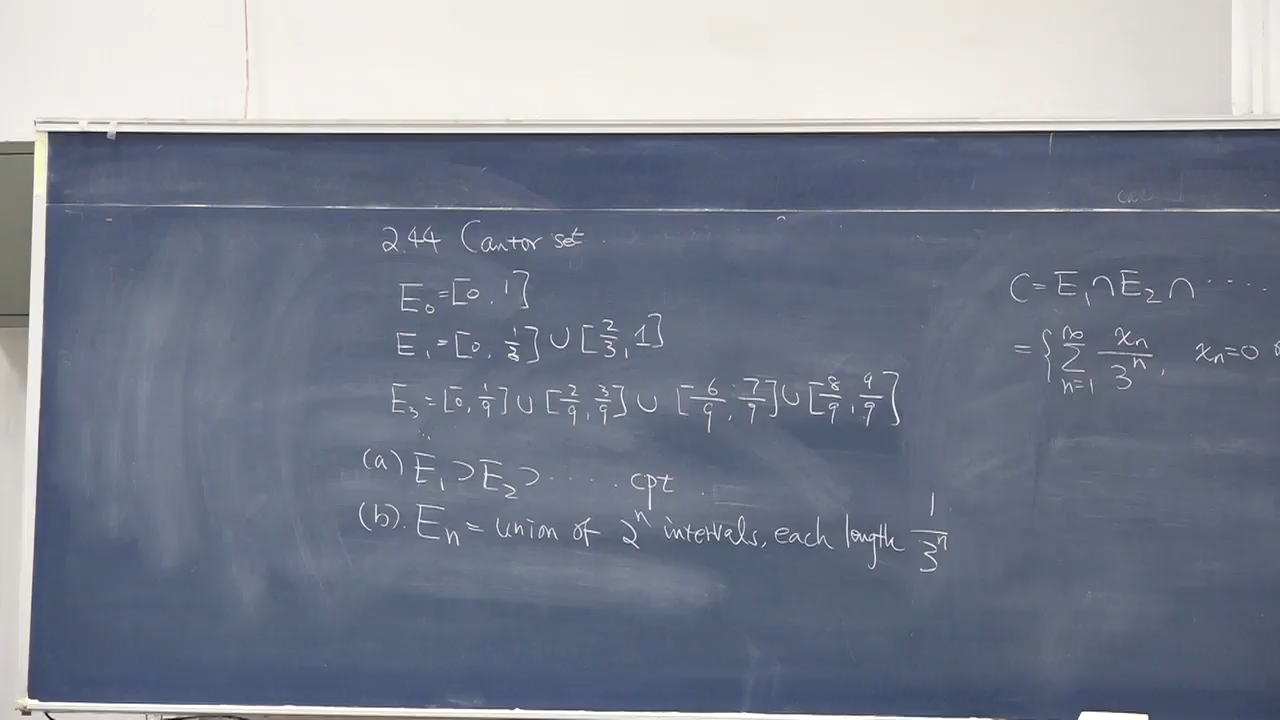 2.44 Cantor set
E₀=[0, 1]
E₁=[0, 1/3] ∪ [2/3, 1]
E₃=[0, 1/9] ∪ [2/9, 3/9] ∪ [6/9, 7/9] ∪ [8/9, 9/9]
(a) E₁⊃E₂⊃····· cpt
(b). Eₙ= union of 2ⁿ intervals, each length 1/3ⁿ
C=E₁∩E₂∩·····
={∑_{n=1}^{∞} xₙ/3ⁿ, xₙ=0